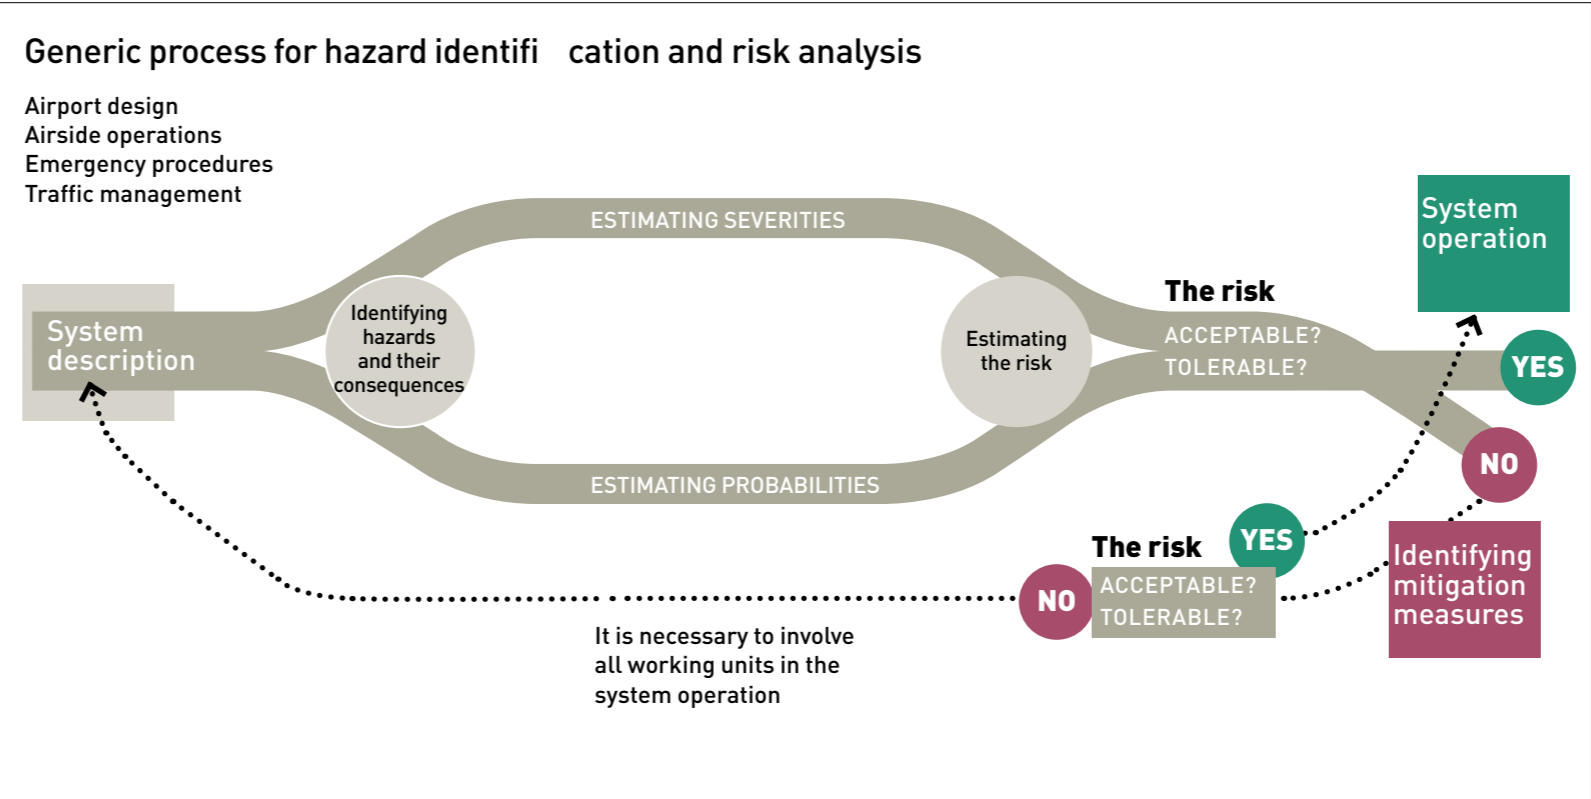 Generic process for hazard identifi cation and risk analysis
Airport design
Airside operations
Emergency procedures
Traffic management
ESTIMATING SEVERITIES
System
operation
System
description
Identifying
hazards
and their
consequences
Estimating
the risk
The risk
ACCEPTABLE?
TOLERABLE?
YES
NO
ESTIMATING PROBABILITIES
The risk
YES
NO
ACCEPTABLE?
TOLERABLE?
Identifying
mitigation
measures
It is necessary to involve
all working units in the
system operation